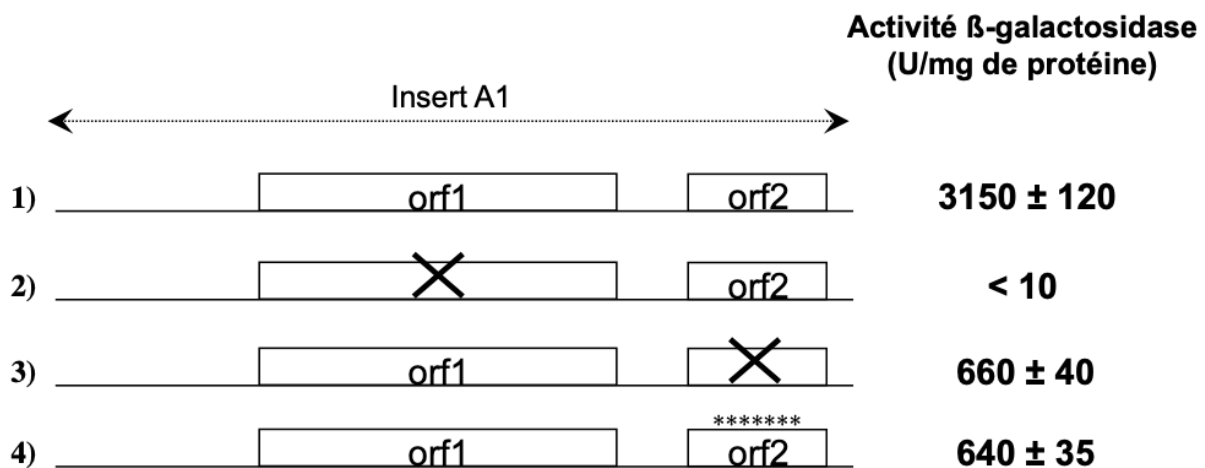 Activité ß-galactosidase
(U/mg de protéine)
Insert A1
1) orf1 orf2 3150 ± 120
2) orf2 < 10
3) orf1 660 ± 40
*******
4) orf1 orf2 640 ± 35